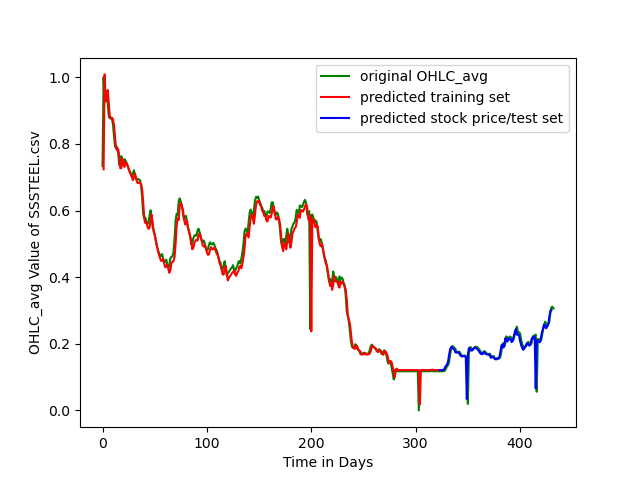 original OHLC_avg
predicted training set
predicted stock price/test set
OHLC_avg Value of SSSTEEL.csv
1.0
0.8
0.6
0.4
0.2
0.0
0 100 200 300 400
Time in Days